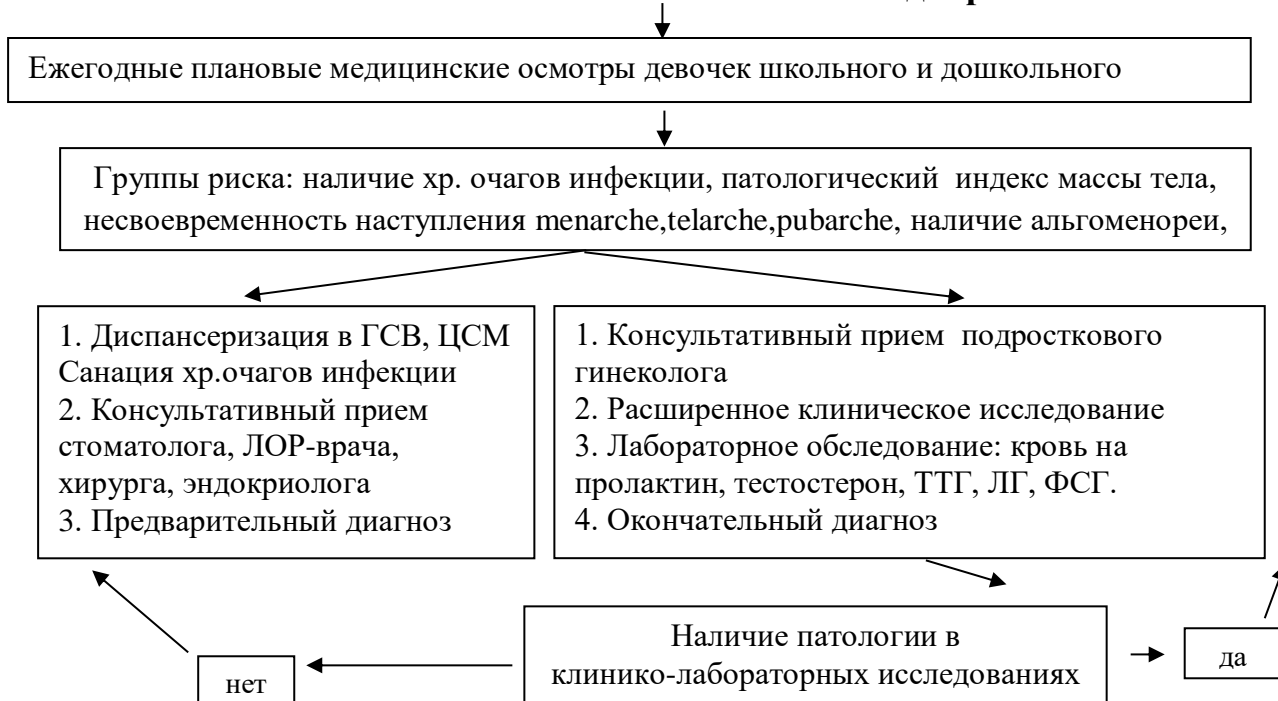 Ежегодные плановые медицинские осмотры девочек школьного и дошкольного
Группы риска: наличие хр. очагов инфекции, патологический индекс массы тела,
несвоевременность наступления menarche,telarche,pubarche, наличие альгоменореи,
1. Диспансеризация в ГСВ, ЦСМ
Санация хр.очагов инфекции
2. Консультативный прием
стоматолога, ЛОР-врача,
хирурга, эндокриолога
3. Предварительный диагноз
1. Консультативный прием подросткового
гинеколога
2. Расширенное клиническое исследование
3. Лабораторное обследование: кровь на
пролактин, тестостерон, ТТГ, ЛГ, ФСГ.
4. Окончательный диагноз
Наличие патологии в
клинико-лабораторных исследованиях
да
нет